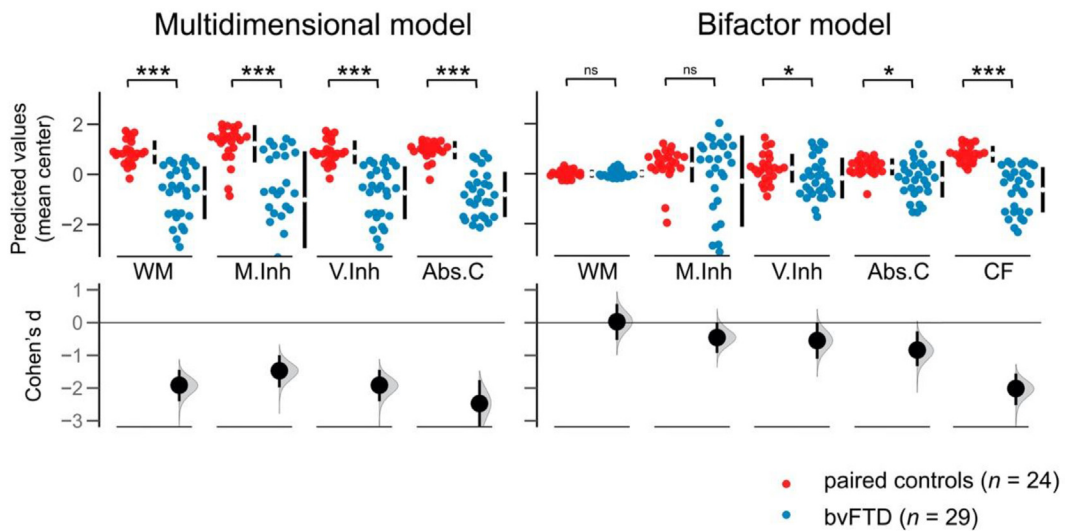 Multidimensional model
Bifactor model
*** *** *** ***
ns ns * * ***
Predicted values
(mean center)
2
0
−2
WM M.Inh V.Inh Abs.C
WM M.Inh V.Inh Abs.C CF
Cohen's d
1
0
−1
−2
−3
paired controls (n = 24)
bvFTD (n = 29)